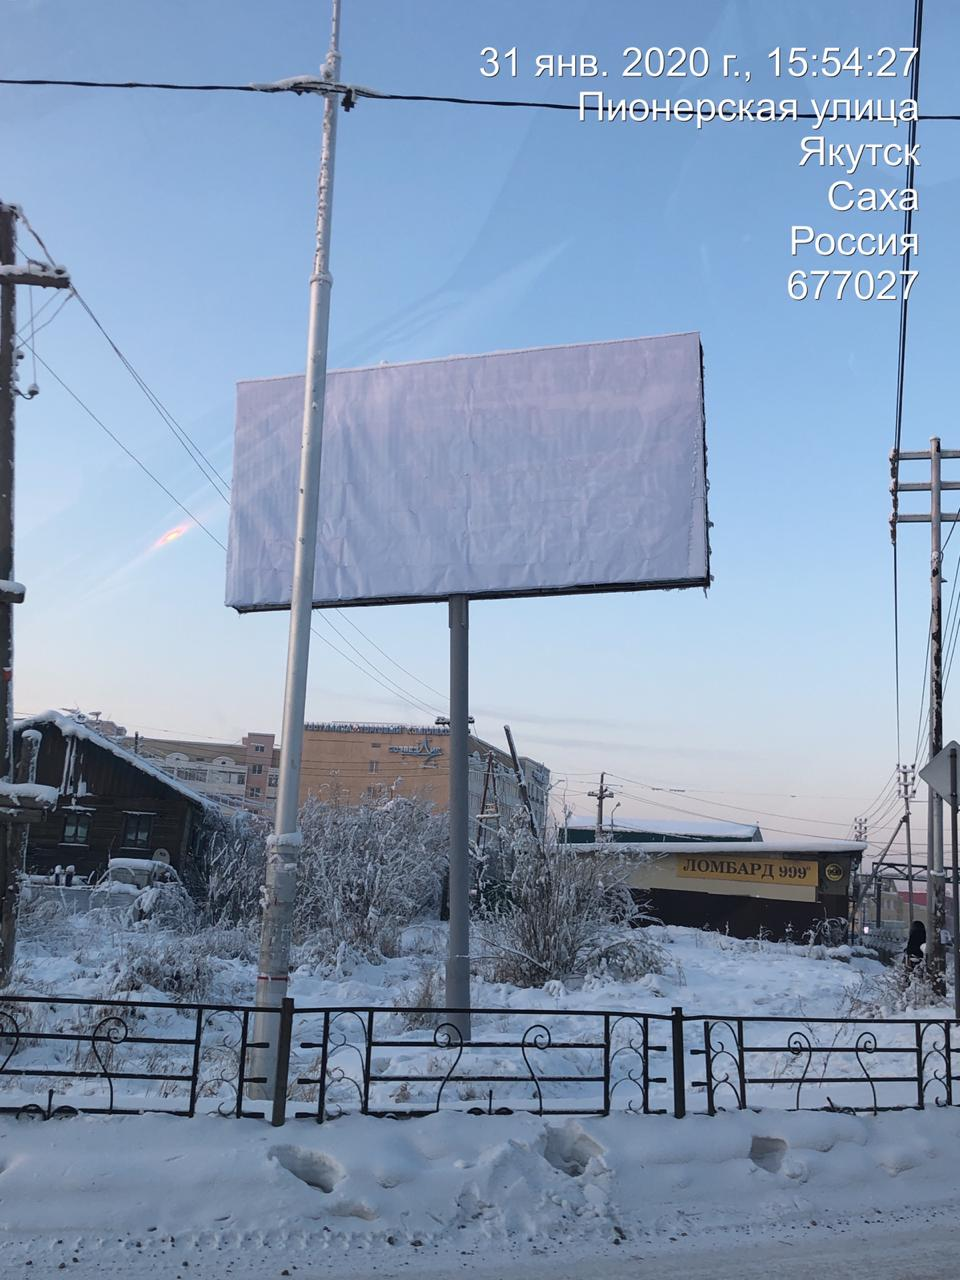 31 янв. 2020 г., 15:54:27
Пионерская улица
Якутск
Саха
Россия
677027
ЛОМБАРД 999°